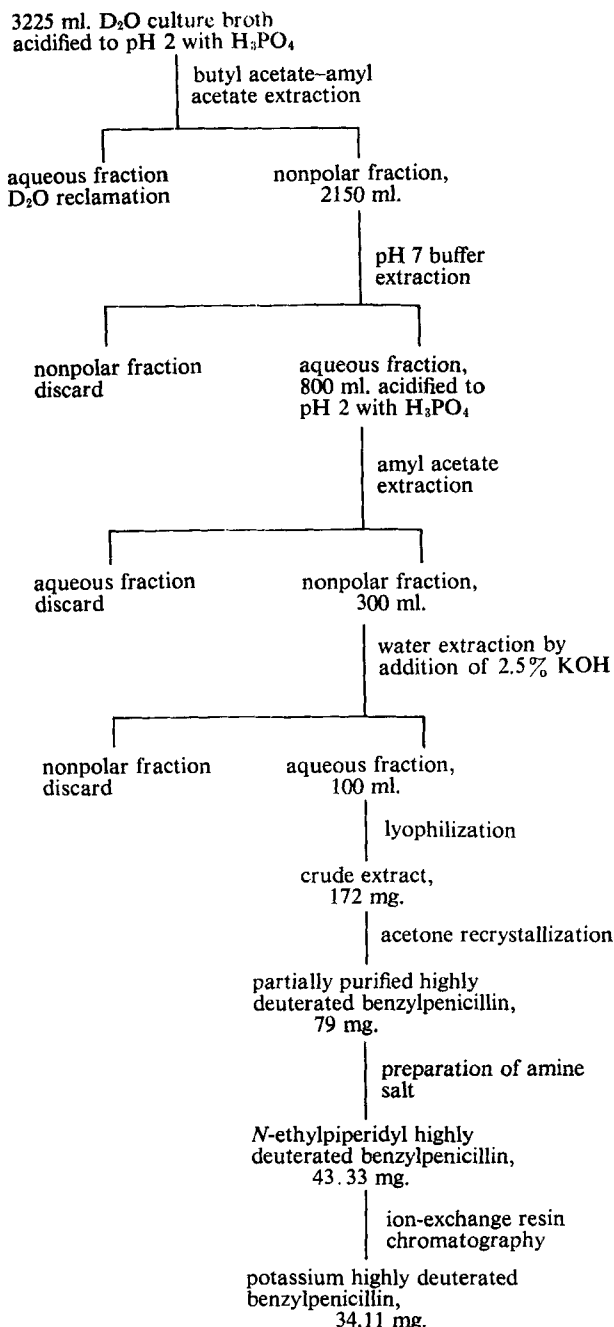 3225 ml. D₂O culture broth
acidified to pH 2 with H₃PO₄
butyl acetate–amyl
acetate extraction
aqueous fraction
D₂O reclamation
nonpolar fraction,
2150 ml.
pH 7 buffer
extraction
nonpolar fraction
discard
aqueous fraction,
800 ml. acidified to
pH 2 with H₃PO₄
amyl acetate
extraction
aqueous fraction
discard
nonpolar fraction,
300 ml.
water extraction by
addition of 2.5% KOH
nonpolar fraction
discard
aqueous fraction,
100 ml.
lyophilization
crude extract,
172 mg.
acetone recrystallization
partially purified highly
deuterated benzylpenicillin,
79 mg.
preparation of amine
salt
N-ethylpiperidyl highly
deuterated benzylpenicillin,
43.33 mg.
ion-exchange resin
chromatography
potassium highly deuterated
benzylpenicillin,
34.11 mg.